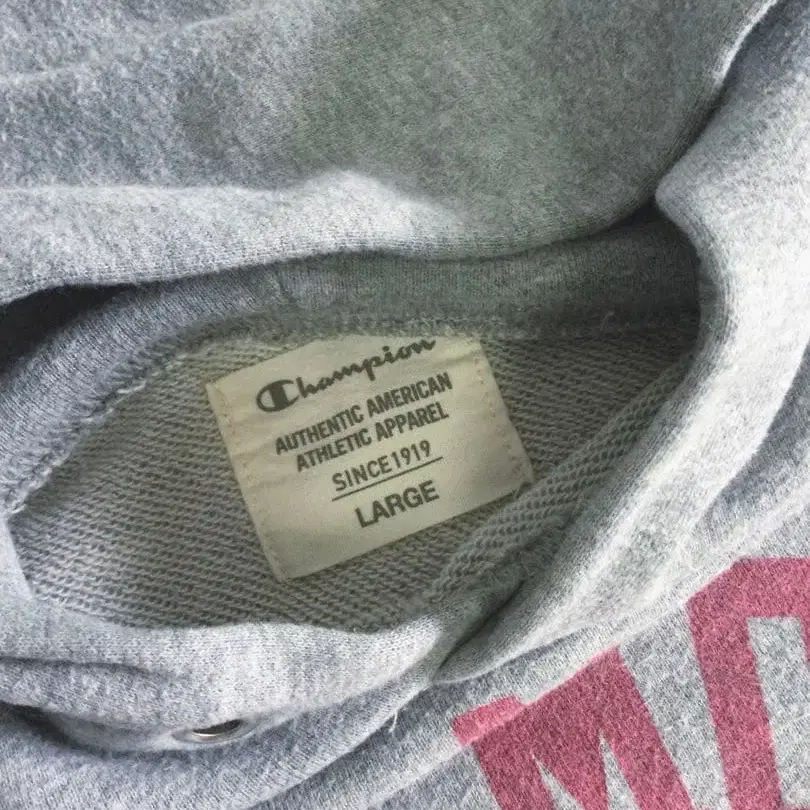 Champion
AUTHENTIC AMERICAN
ATHLETIC APPAREL
SINCE1919
LARGE